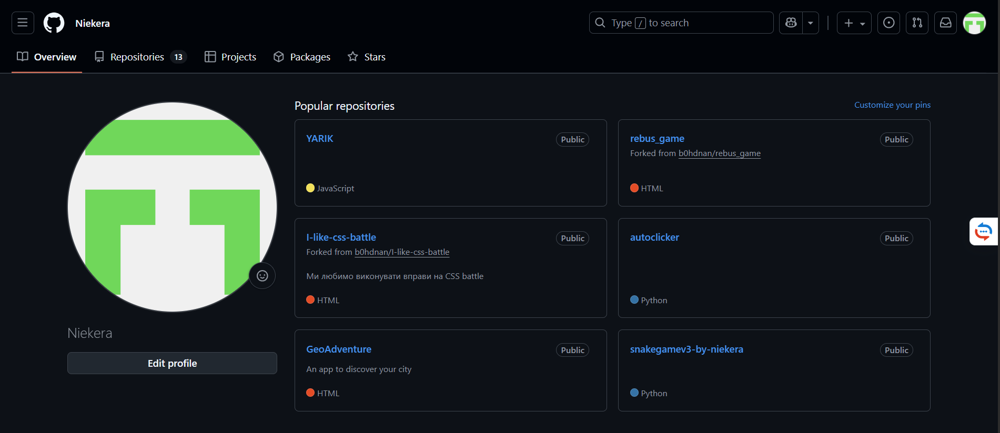 Niekera
Type / to search
Overview
Repositories 13
Projects
Packages
Stars
Popular repositories
Customize your pins
YARIK
Public
JavaScript
rebus_game
Public
Forked from b0hdnan/rebus_game
HTML
I-like-css-battle
Public
Forked from b0hdnan/I-like-css-battle
Ми любимо виконувати вправи на CSS battle
HTML
autoclicker
Public
Python
GeoAdventure
Public
An app to discover your city
HTML
snakegamev3-by-niekera
Public
Python
Niekera
Edit profile